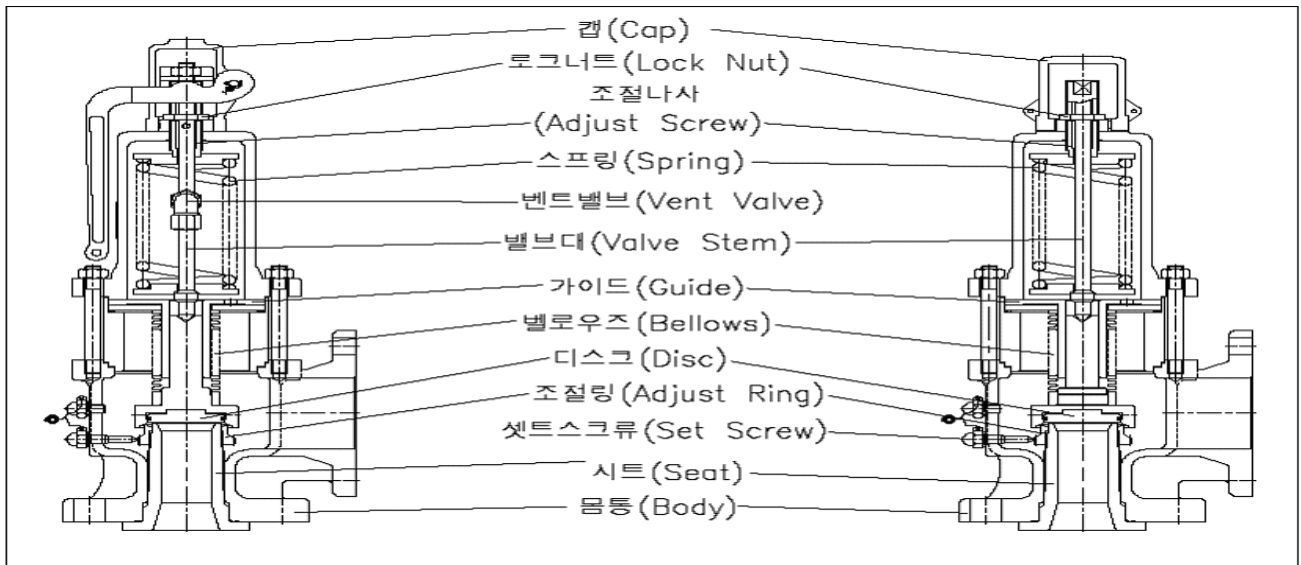 캡(Cap)
로크너트(Lock Nut)
조절나사
(Adjust Screw)
스프링(Spring)
벤트밸브(Vent Valve)
밸브대(Valve Stem)
가이드(Guide)
벨로우즈(Bellows)
디스크(Disc)
조절링(Adjust Ring)
셋트스크류(Set Screw)
시트(Seat)
몸통(Body)